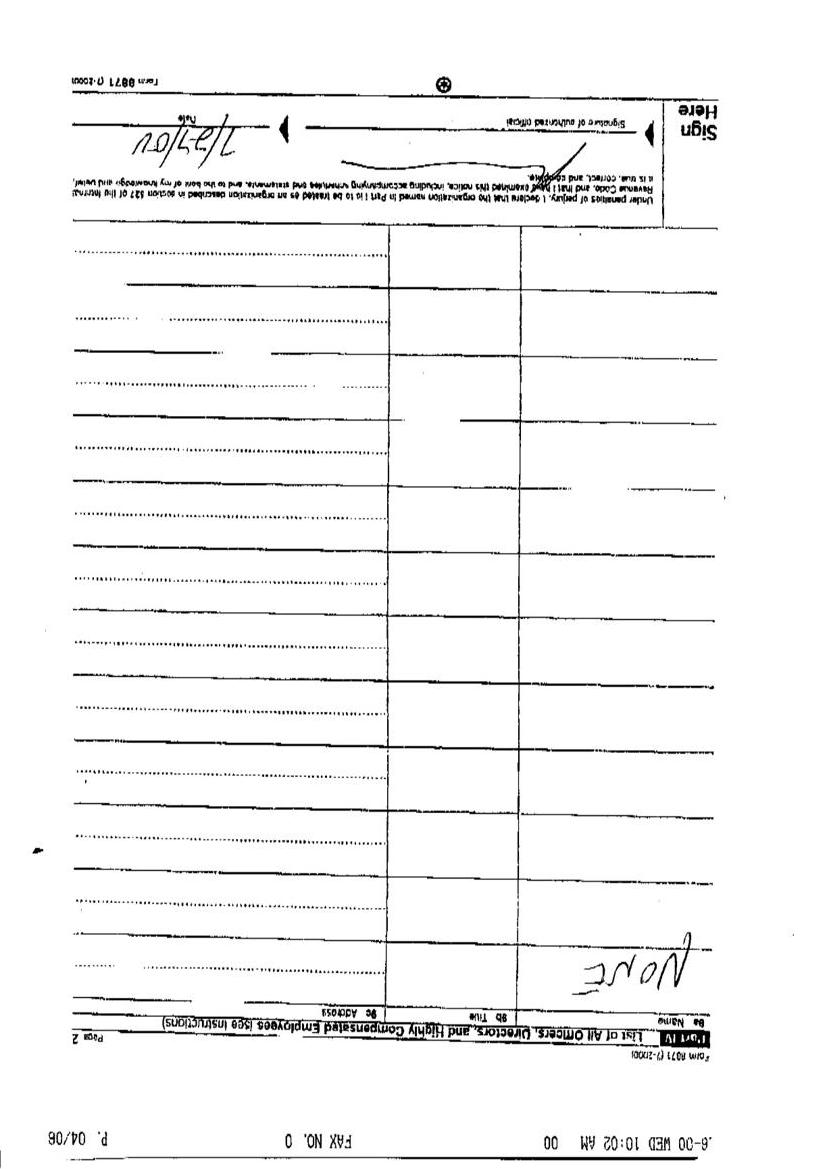 .6-00 WED 10:02 AM 00 FAX NO. 0 P. 04/06
Form 8871 (7-2000) Page 2
Part IV List of All Officers, Directors, and Highly Compensated Employees (see instructions)
9a Name 9b Title 9c Address
NONE
Under penalties of perjury, I declare that the organization named in Part I is to be treated as an organization described in section 527 of the Internal
Revenue Code, and that I have examined this notice, including accompanying schedules and statements, and to the best of my knowledge and belief,
it is true, correct, and complete.
Sign
Here
Signature of authorized official Date
7/27/00
Form 8871 (7-2000)